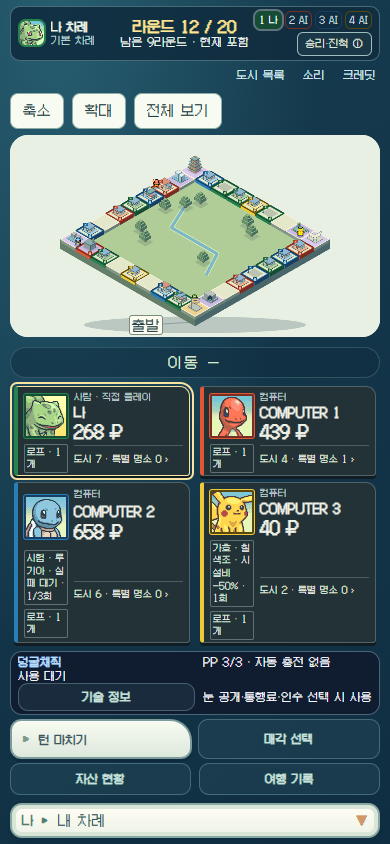 나 차례
기본 차례
라운드 12 / 20
남은 9라운드 · 현재 포함
1 나
2 AI
3 AI
4 AI
승리·진척 ⓘ
도시 목록
소리
크레딧
축소
확대
전체 보기
출발
이동 —
사람 · 직접 플레이
나
268 ₽
로프 · 1
개
도시 7 · 특별 명소 0 ›
컴퓨터
COMPUTER 1
439 ₽
로프 · 1
개
도시 4 · 특별 명소 1 ›
컴퓨터
COMPUTER 2
658 ₽
시험 · 루
기아 · 실
패 대기 ·
1/3회
로프 · 1
개
도시 6 · 특별 명소 0 ›
컴퓨터
COMPUTER 3
40 ₽
가호 · 칠
색조 · 시
설비
-50% ·
1회
로프 · 1
개
도시 2 · 특별 명소 0 ›
덩굴채찍
사용 대기
PP 3/3 · 자동 충전 없음
기술 정보
눈 공개·통행료·인수 선택 시 사용
▶ 턴 마치기
매각 선택
자산 현황
여행 기록
나 ▶ 내 차례 ▼